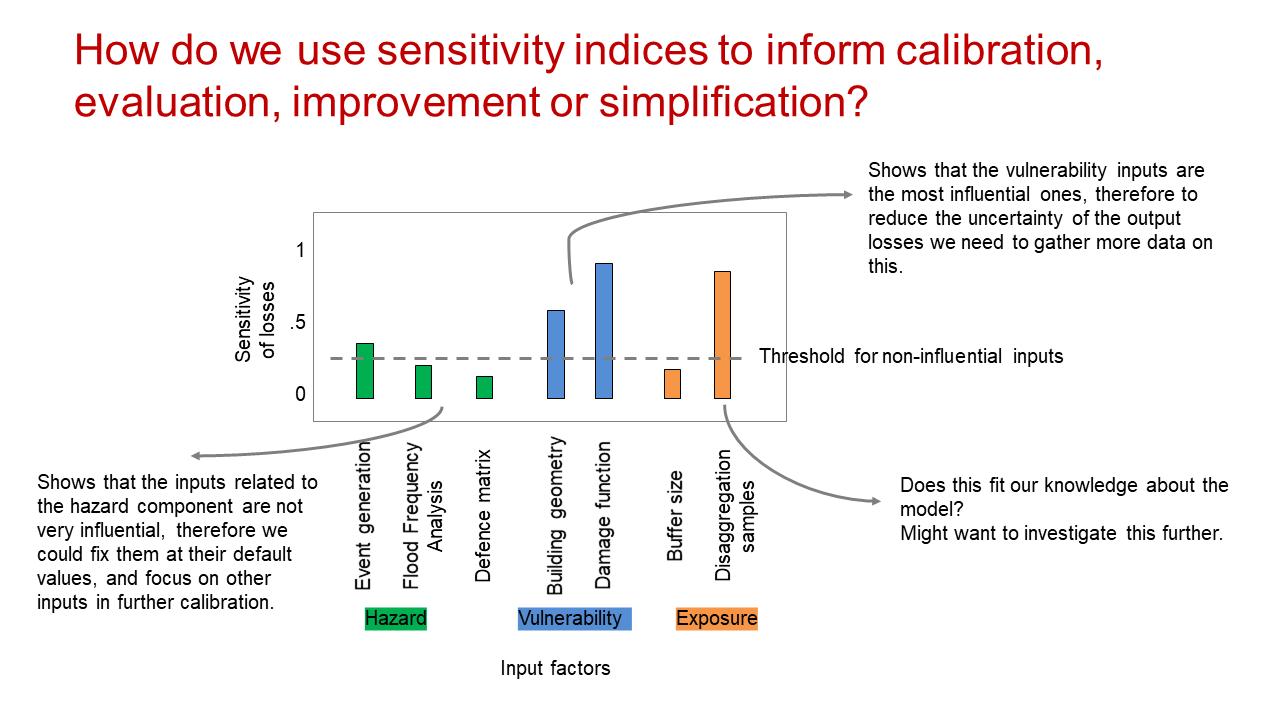 How do we use sensitivity indices to inform calibration,
evaluation, improvement or simplification?
Shows that the vulnerability inputs are
the most influential ones, therefore to
reduce the uncertainty of the output
losses we need to gather more data on
this.
Sensitivity
of losses
1
.5
0
Threshold for non-influential inputs
Shows that the inputs related to
the hazard component are not
very influential, therefore we
could fix them at their default
values, and focus on other
inputs in further calibration.
Event generation
Flood Frequency
Analysis
Defence matrix
Building geometry
Damage function
Buffer size
Disaggregation
samples
Does this fit our knowledge about the
model?
Might want to investigate this further.
Hazard
Vulnerability
Exposure
Input factors